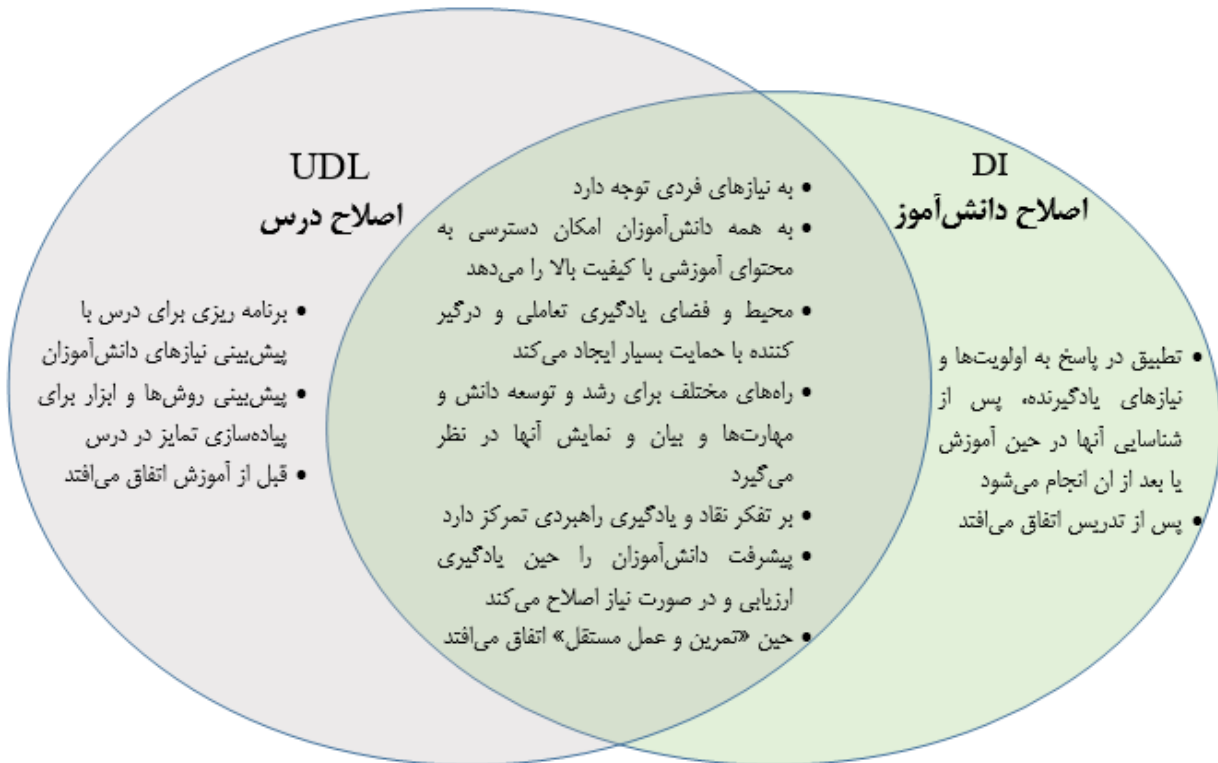 UDL
اصلاح درس
• برنامه ریزی برای درس با
پیش‌بینی نیازهای دانش‌آموزان
• پیش‌بینی روش‌ها و ابزار برای
پیاده‌سازی تمایز در درس
• قبل از آموزش اتفاق می‌افتد
• به نیازهای فردی توجه دارد
• به همه دانش‌آموزان امکان دسترسی به
محتوای آموزشی با کیفیت بالا را می‌دهد
• محیط و فضای یادگیری تعاملی و درگیر
کننده با حمایت بسیار ایجاد می‌کند
• راه‌های مختلف برای رشد و توسعه دانش و
مهارت‌ها و بیان و نمایش آنها در نظر
می‌گیرد
• بر تفکر نقاد و یادگیری راهبردی تمرکز دارد
• پیشرفت دانش‌آموزان را حین یادگیری
ارزیابی و در صورت نیاز اصلاح می‌کند
• حین «تمرین و عمل مستقل» اتفاق می‌افتد
DI
اصلاح دانش‌آموز
• تطبیق در پاسخ به اولویت‌ها و
نیازهای یادگیرنده، پس از
شناسایی آنها در حین آموزش
یا بعد از ان انجام می‌شود
• پس از تدریس اتفاق می‌افتد